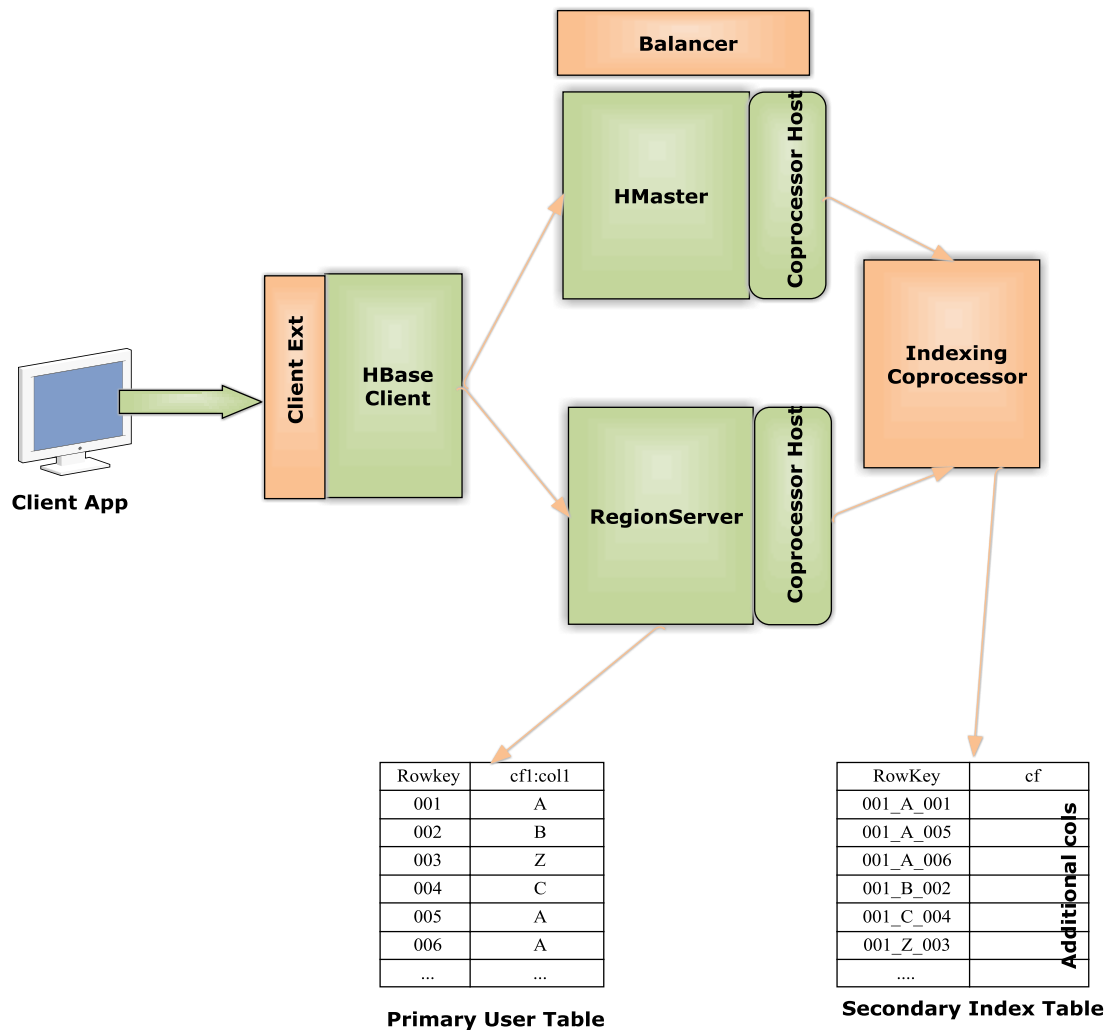 Balancer
HMaster
Coprocessor Host
Client Ext
HBase
Client
Indexing
Coprocessor
RegionServer
Coprocessor Host
Client App
Rowkey cf1:col1
001 A
002 B
003 Z
004 C
005 A
006 A
... ...
Primary User Table
RowKey cf
001_A_001
001_A_005
001_A_006
001_B_002
001_C_004
001_Z_003
....
Additional cols
Secondary Index Table